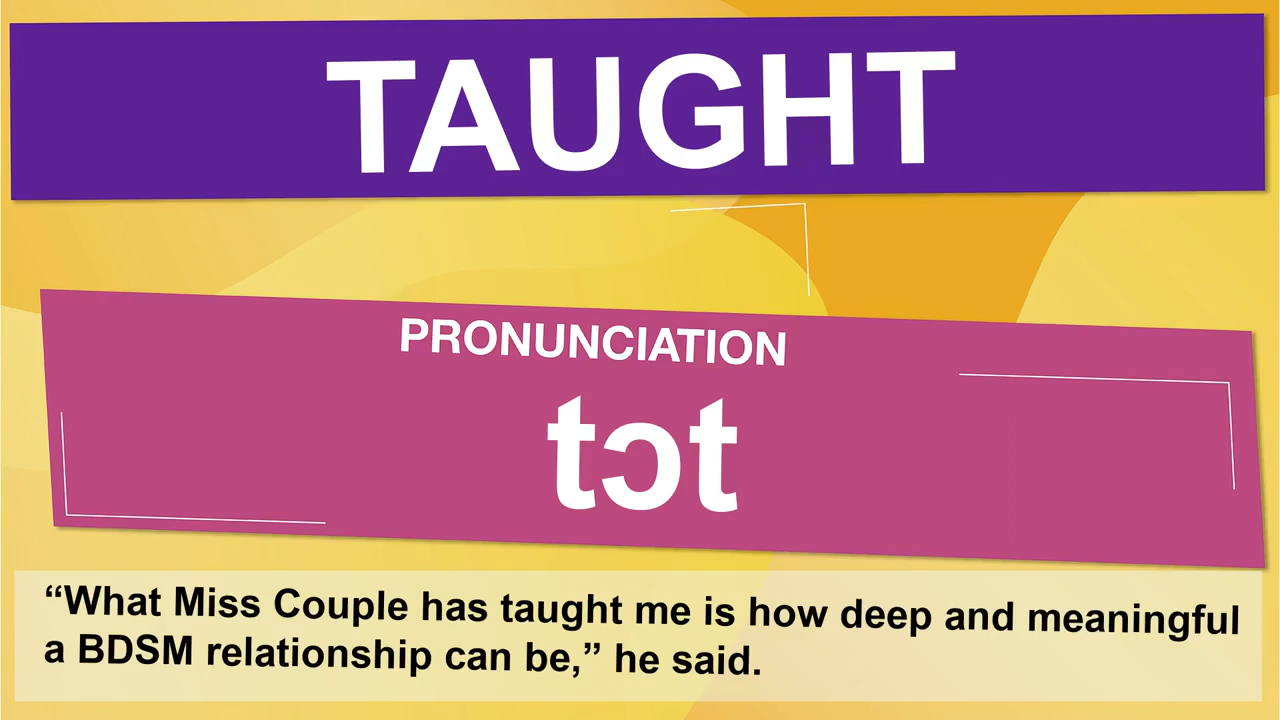 TAUGHT
PRONUNCIATION
tɔt
“What Miss Couple has taught me is how deep and meaningful
a BDSM relationship can be,” he said.